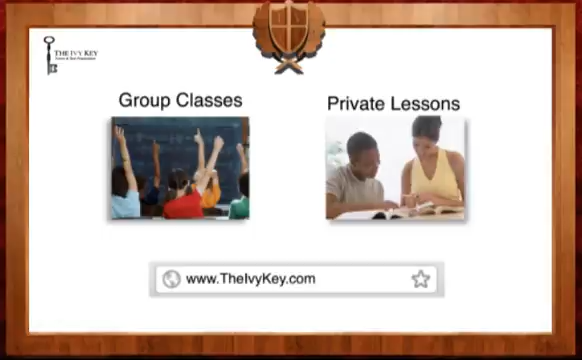 THE IVY KEY
Group Classes
Private Lessons
www.TheIvyKey.com